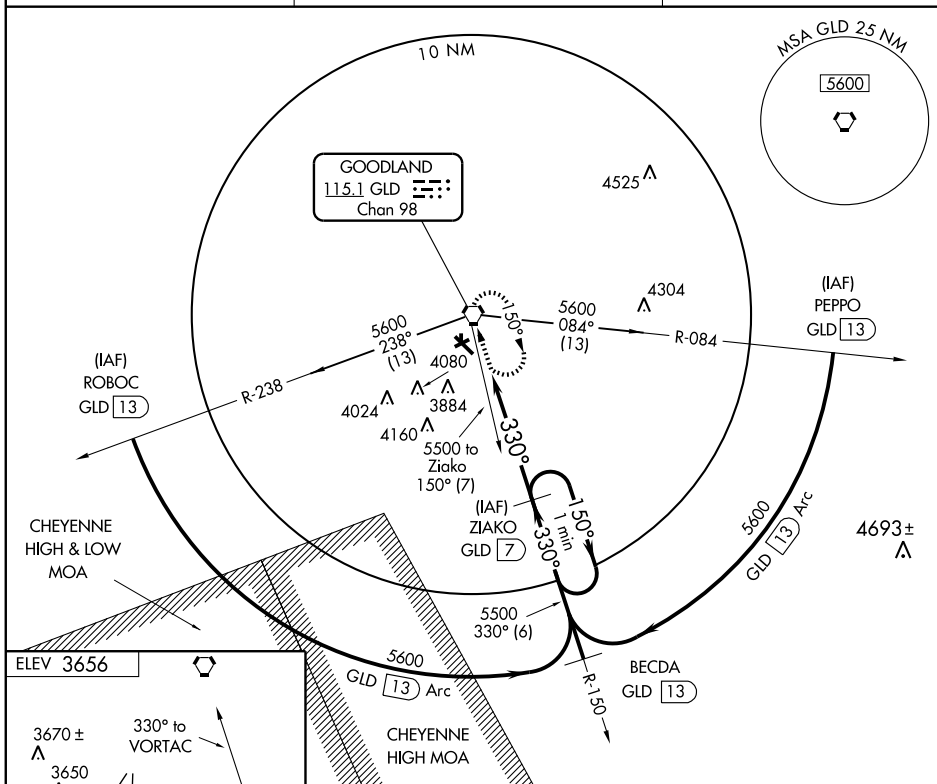 10 NM
MSA GLD 25 NM
5600
GOODLAND
115.1 GLD
Chan 98
4525
4304
(IAF)
PEPPO
GLD 13
5600
084°
(13)
R-084
150°
5600
238°
(13)
R-238
(IAF)
ROBOC
GLD 13
4080
4024
3884
4160
5500 to
Ziako
150° (7)
330°
(IAF)
ZIAKO
GLD 7
150°
1 min
330°
5600
GLD 13 Arc
4693±
CHEYENNE
HIGH & LOW
MOA
5500
330° (6)
5600
GLD 13 Arc
BECDA
GLD 13
R-150
CHEYENNE
HIGH MOA
ELEV 3656
3670 ±
330° to
VORTAC
3650